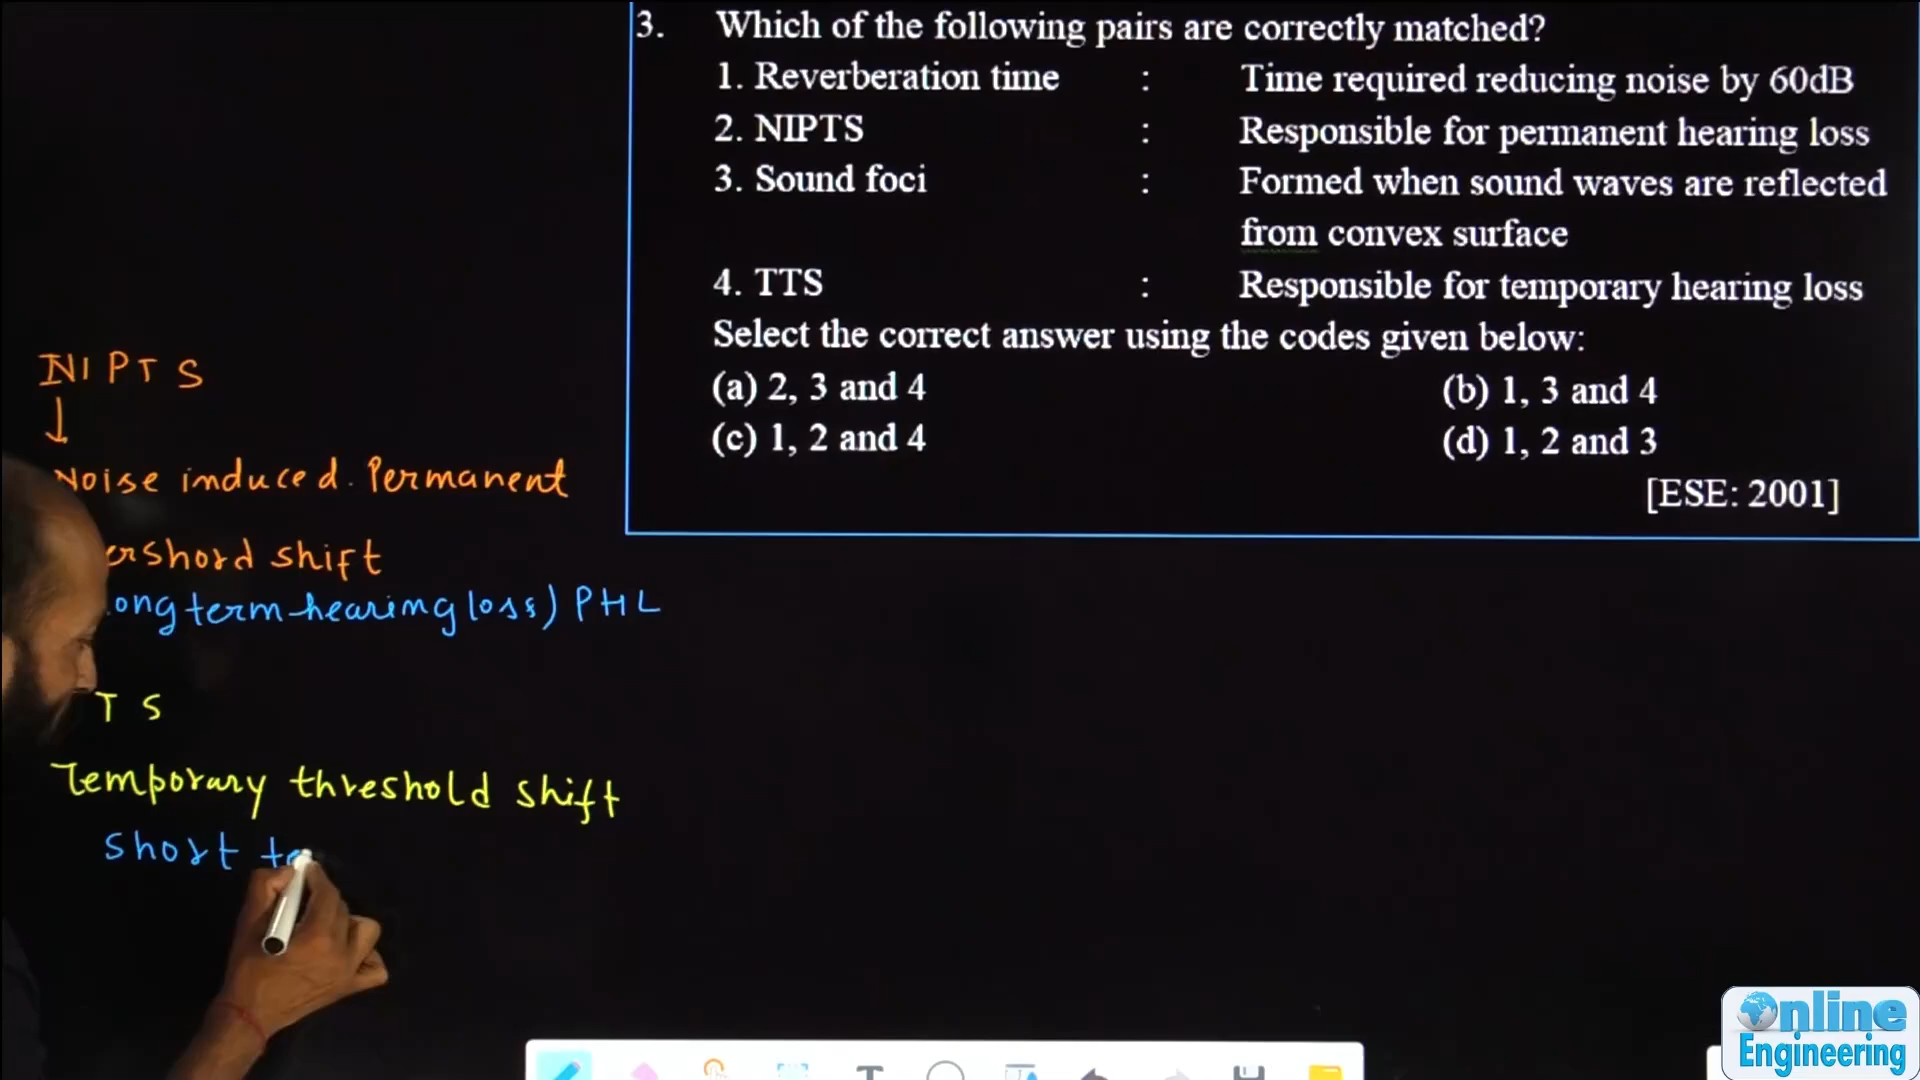 3. Which of the following pairs are correctly matched?
1. Reverberation time : Time required reducing noise by 60dB
2. NIPTS : Responsible for permanent hearing loss
3. Sound foci : Formed when sound waves are reflected
from convex surface
4. TTS : Responsible for temporary hearing loss
Select the correct answer using the codes given below:
(a) 2, 3 and 4 (b) 1, 3 and 4
(c) 1, 2 and 4 (d) 1, 2 and 3
[ESE: 2001]
NIPTS
Noise induced. Permanent
ershord shift
ong term hearing loss) PHL
TS
Temporary threshold shift
Short te
Online
Engineering